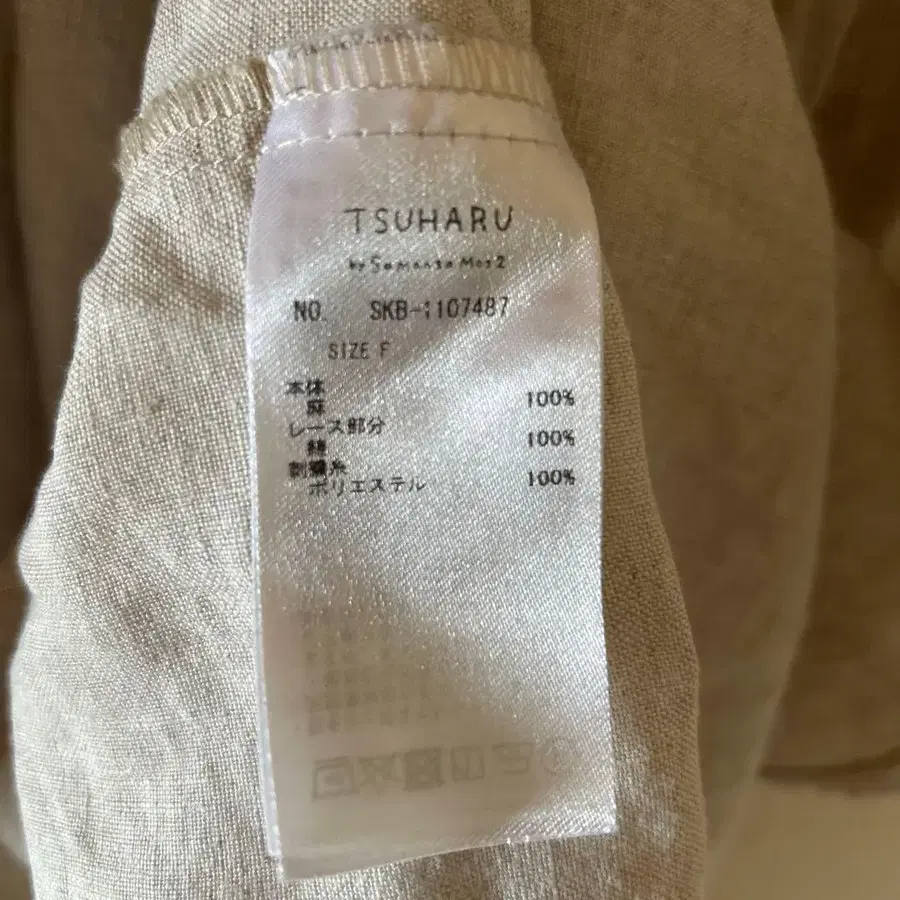 TSUHARU
by Samansa Mos2
NO. SKB-1107487
SIZE F
本体
麻 100%
レース部分
綿 100%
刺繍糸
ポリエステル 100%